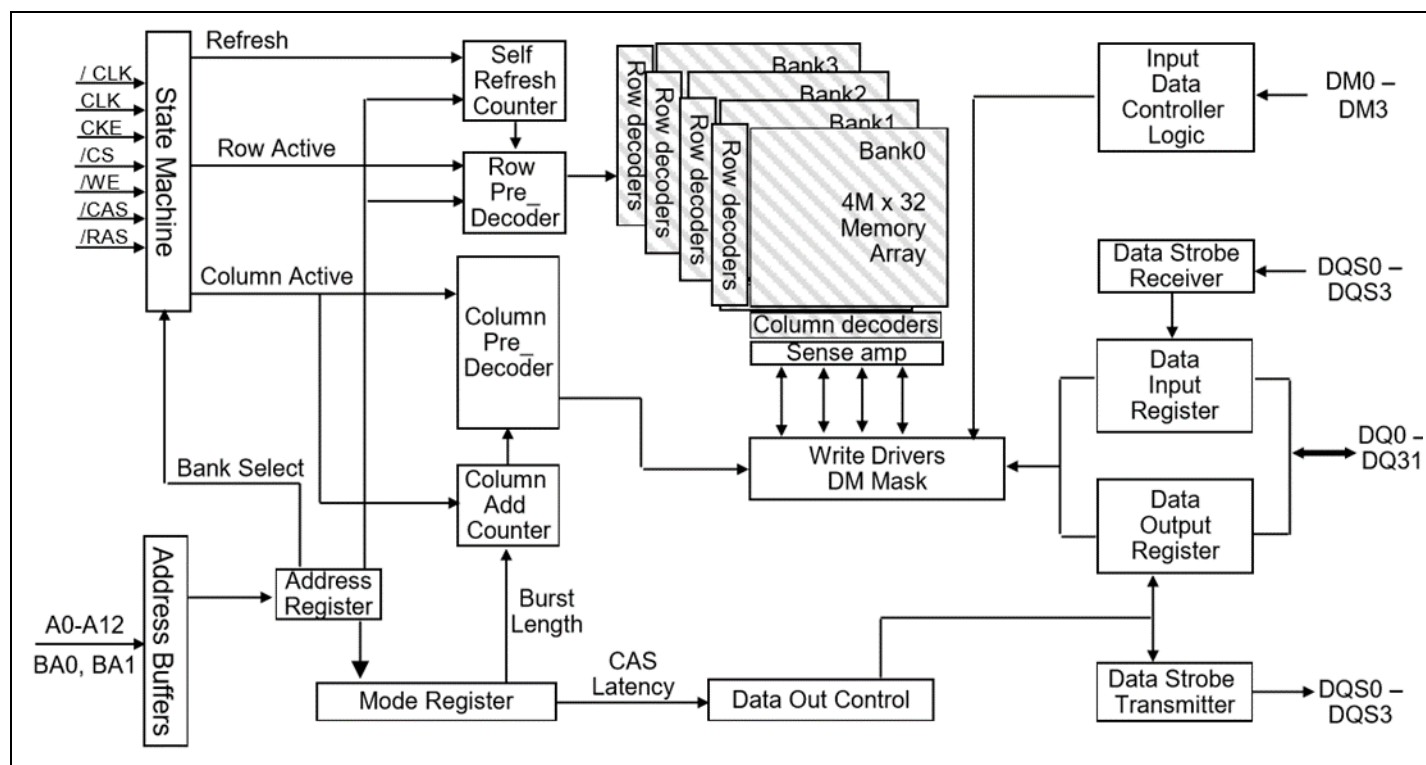 Refresh
/ CLK
CLK
CKE
/CS
/WE
/CAS
/RAS
State Machine
Row Active
Column Active
Bank Select
Self
Refresh
Counter
Row
Pre_
Decoder
Column
Pre_
Decoder
Column
Add
Counter
Row decoders
Row decoders
Row decoders
Row decoders
Bank3
Bank2
Bank1
Bank0
4M x 32
Memory
Array
Column decoders
Sense amp
Write Drivers
DM Mask
Input
Data
Controller
Logic
DM0 –
DM3
Data Strobe
Receiver
DQS0 –
DQS3
Data
Input
Register
DQ0 –
DQ31
Data
Output
Register
A0-A12
BA0, BA1
Address Buffers
Address
Register
Burst
Length
Mode Register
CAS
Latency
Data Out Control
Data Strobe
Transmitter
DQS0 –
DQS3